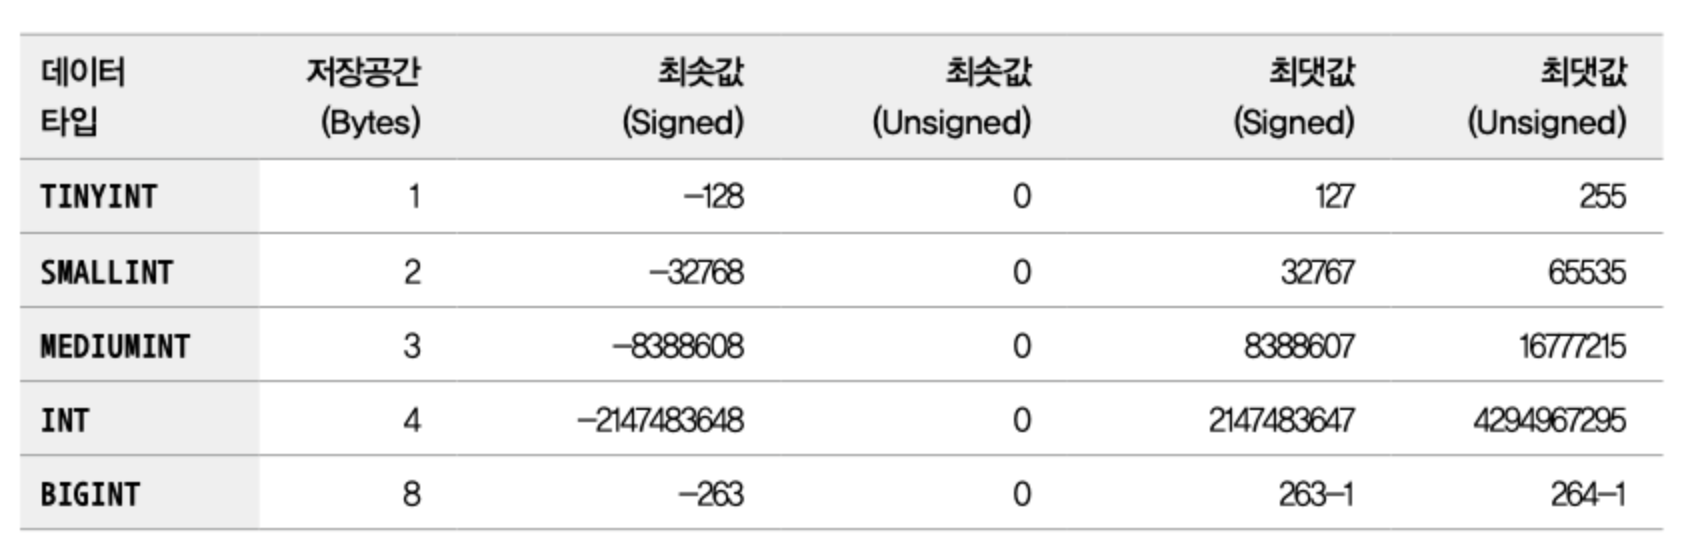 데이터 저장공간 최솟값 최솟값 최댓값 최댓값
타입 (Bytes) (Signed) (Unsigned) (Signed) (Unsigned)
TINYINT 1 –128 0 127 255
SMALLINT 2 –32768 0 32767 65535
MEDIUMINT 3 –8388608 0 8388607 16777215
INT 4 –2147483648 0 2147483647 4294967295
BIGINT 8 –263 0 263–1 264–1